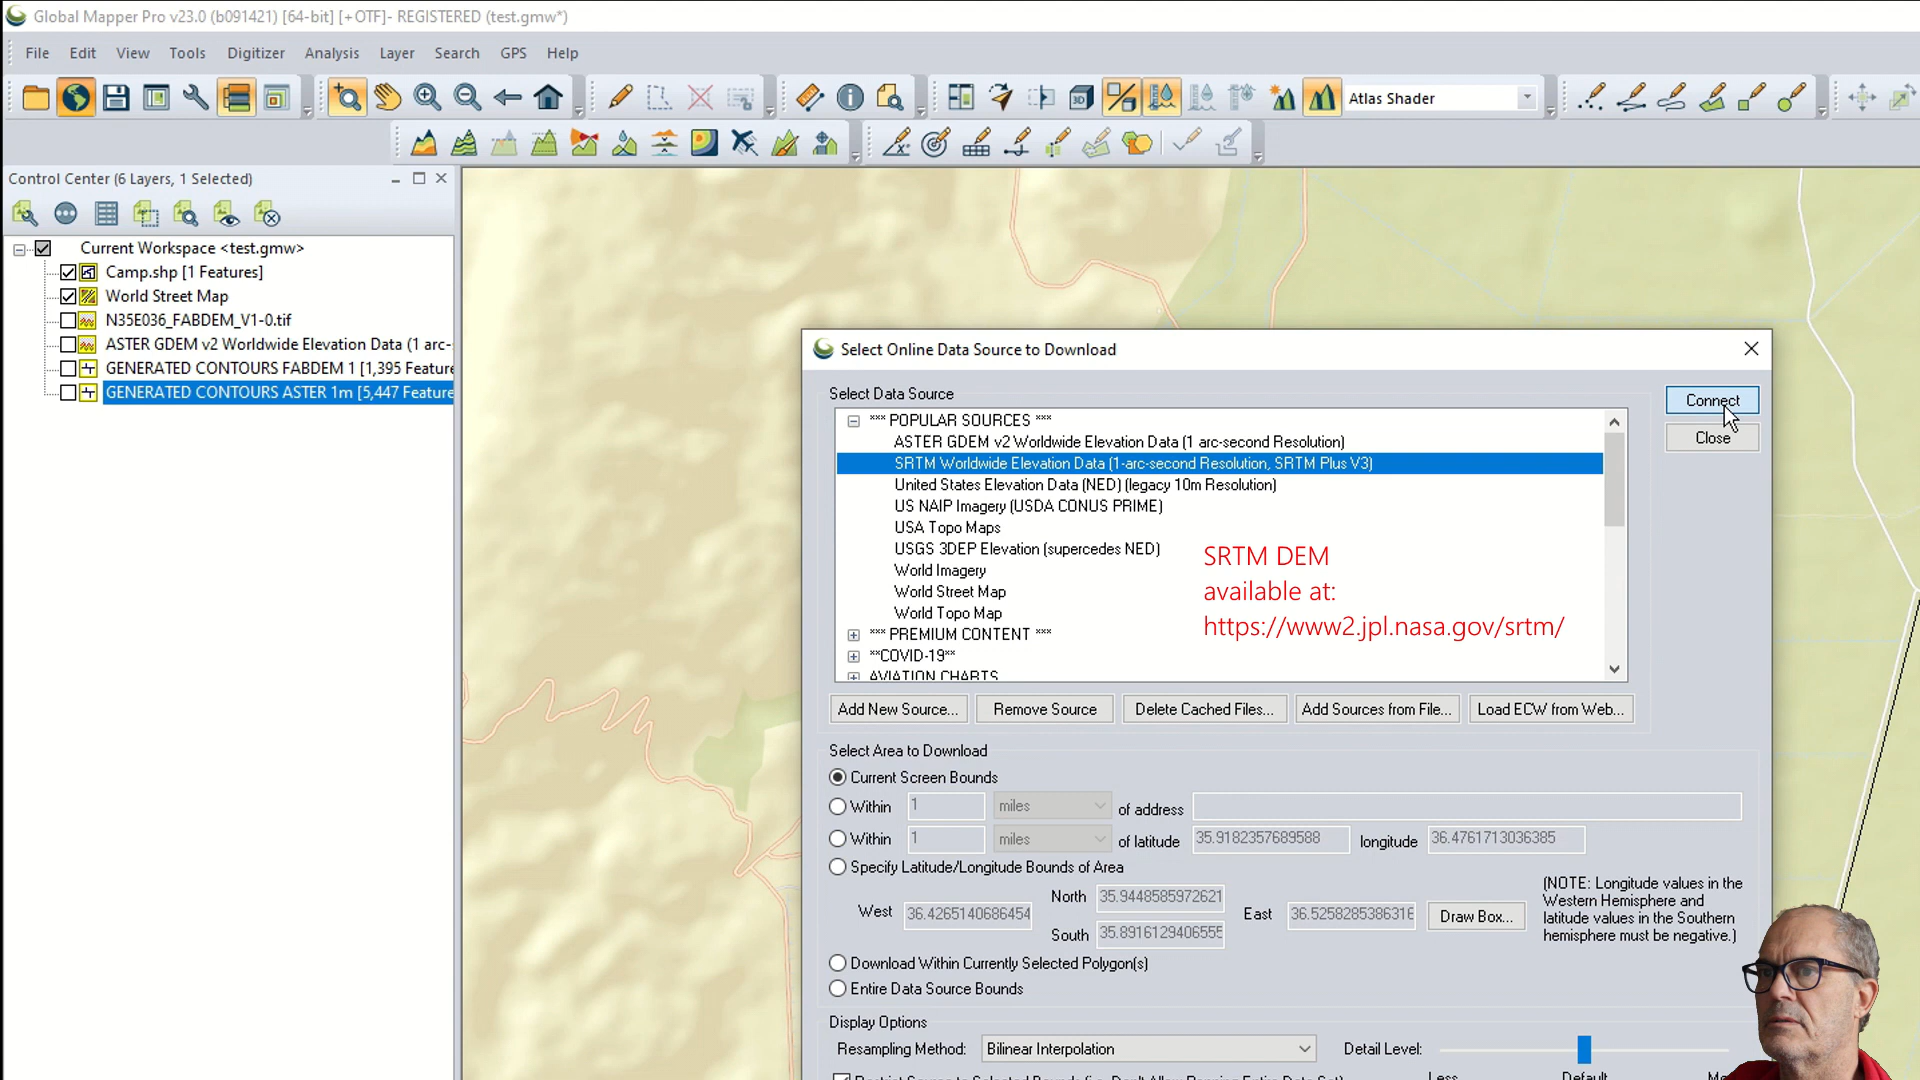 Global Mapper Pro v23.0 (b091421) [64-bit] [+OTF]- REGISTERED (test.gmw*)
File Edit View Tools Digitizer Analysis Layer Search GPS Help
3D
Atlas Shader
Control Center (6 Layers, 1 Selected)
Current Workspace <test.gmw>
Camp.shp [1 Features]
World Street Map
N35E036_FABDEM_V1-0.tif
ASTER GDEM v2 Worldwide Elevation Data (1 arc-
GENERATED CONTOURS FABDEM 1 [1,395 Feature
GENERATED CONTOURS ASTER 1m [5,447 Feature
Select Online Data Source to Download
Select Data Source
*** POPULAR SOURCES ***
ASTER GDEM v2 Worldwide Elevation Data (1 arc-second Resolution)
SRTM Worldwide Elevation Data (1-arc-second Resolution, SRTM Plus V3)
United States Elevation Data (NED) (legacy 10m Resolution)
US NAIP Imagery (USDA CONUS PRIME)
USA Topo Maps
USGS 3DEP Elevation (supercedes NED)
World Imagery
World Street Map
World Topo Map
*** PREMIUM CONTENT ***
**COVID-19**
AVIATION CHARTS
Connect
Close
SRTM DEM
available at:
https://www2.jpl.nasa.gov/srtm/
Add New Source... Remove Source Delete Cached Files... Add Sources from File... Load ECW from Web...
Select Area to Download
Current Screen Bounds
Within 1 miles of address
Within 1 miles of latitude 35.9182357689588 longitude 36.4761713036385
Specify Latitude/Longitude Bounds of Area
North 35.9448585972621
West 36.4265140686454 East 36.5258285386316 Draw Box...
South 35.8916129406555
(NOTE: Longitude values in the
Western Hemisphere and
latitude values in the Southern
hemisphere must be negative.)
Download Within Currently Selected Polygon(s)
Entire Data Source Bounds
Display Options
Resampling Method: Bilinear Interpolation Detail Level:
Less Default